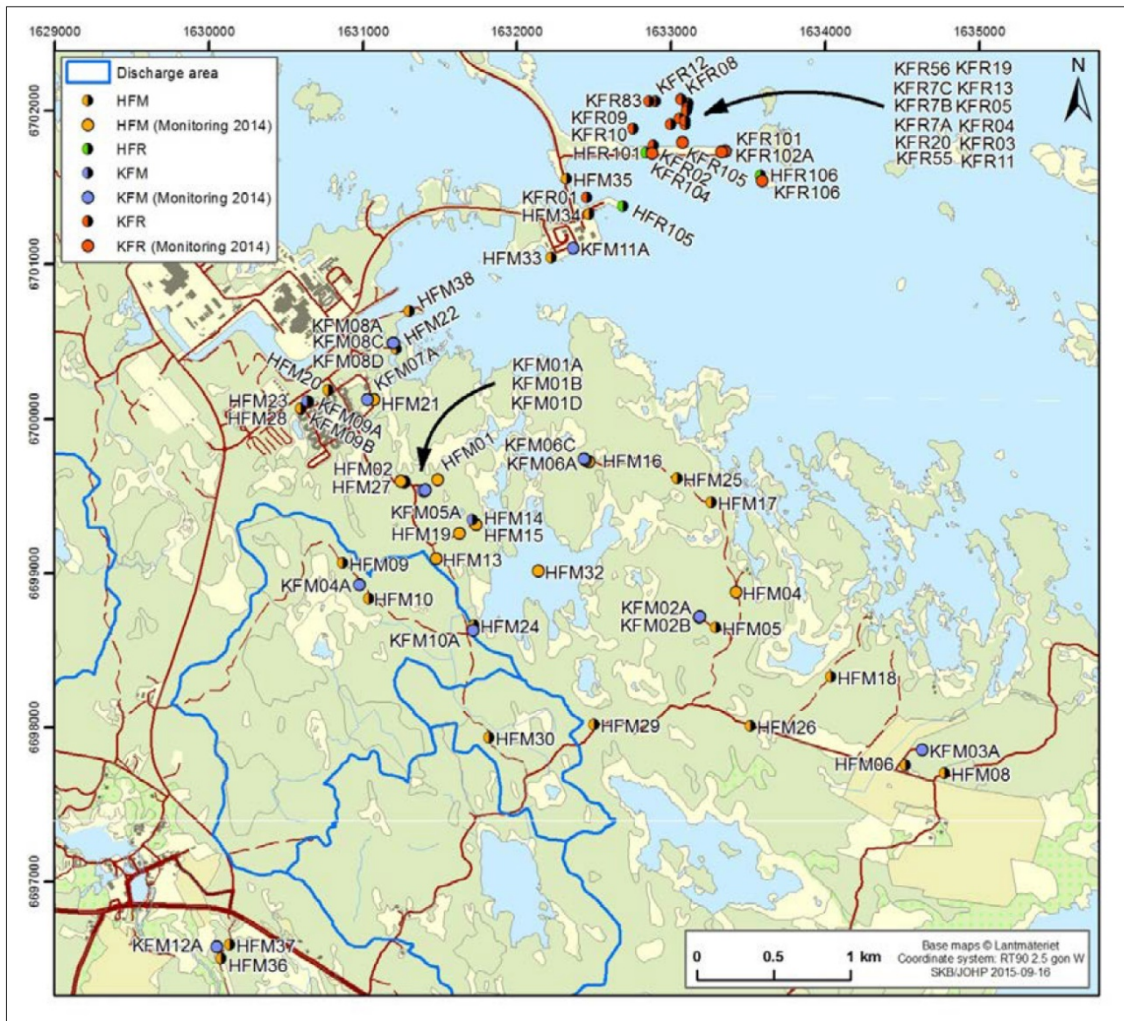 1629000 1630000 1631000 1632000 1633000 1634000 1635000
Discharge area
HFM
HFM (Monitoring 2014)
HFR
KFM
KFM (Monitoring 2014)
KFR
KFR (Monitoring 2014)
N
6702000
6701000
6700000
6699000
6698000
6697000
KFR12
KFR08
KFR83
KFR09
KFR10
KFR56 KFR19
KFR7C KFR13
KFR7B KFR05
KFR7A KFR04
KFR20 KFR03
KFR55 KFR11
HFR101
KFR101
KFR102A
KFR105
KFR02
KFR104
HFR106
KFR106
HFM35
KFR01
HFM34
HFR105
KFM11A
HFM33
HFM38
KFM08A
KFM08C
KFM08D
HFM22
KFM07A
HFM20
HFM21
HFM23
HFM28
KFM09A
KFM09B
KFM01A
KFM01B
KFM01D
HFM01
HFM02
HFM27
KFM06C
KFM06A
HFM16
HFM25
HFM17
KFM05A
HFM14
HFM15
HFM19
HFM13
HFM09
HFM32
KFM04A
HFM10
HFM04
KFM02A
KFM02B
HFM05
HFM24
KFM10A
HFM18
HFM30
HFM29
HFM26
KFM03A
HFM06
HFM08
KFM12A
HFM37
HFM36
0 0.5 1 km
Base maps © Lantmäteriet
Coordinate system: RT90 2.5 gon W
SKB/JOHP 2015-09-16